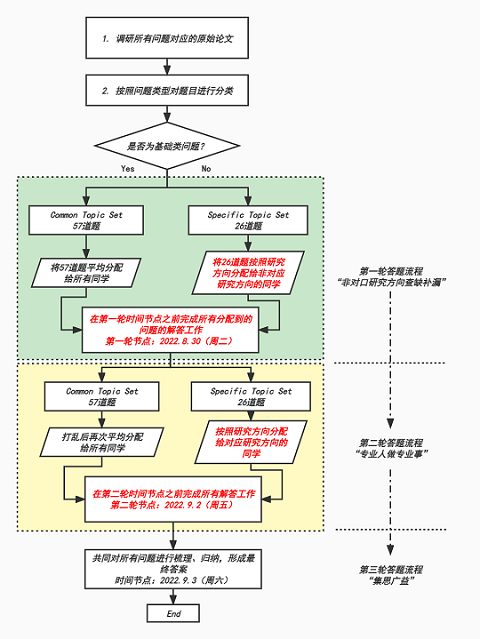 1. 调研所有问题对应的原始论文
2. 按照问题类型对题目进行分类
是否为基础类问题?
Yes
No
Common Topic Set
57道题
Specific Topic Set
26道题
将57道题平均分配
给所有同学
将26道题按照研究
方向分配给非对应
研究方向的同学
第一轮答题流程
“非对口研究方向查缺补漏”
在第一轮时间节点之前完成所有分配到的
问题的解答工作
第一轮节点：2022.8.30（周二）
Common Topic Set
57道题
Specific Topic Set
26道题
打乱后再次平均分配
给所有同学
按照研究方向分配
给对应研究方向的
同学
第二轮答题流程
“专业人做专业事”
在第二轮时间节点之前完成所有解答工作
第二轮节点：2022.9.2（周五）
共同对所有问题进行梳理、归纳，形成最
终答案
时间节点：2022.9.3（周六）
第三轮答题流程
“集思广益”
End